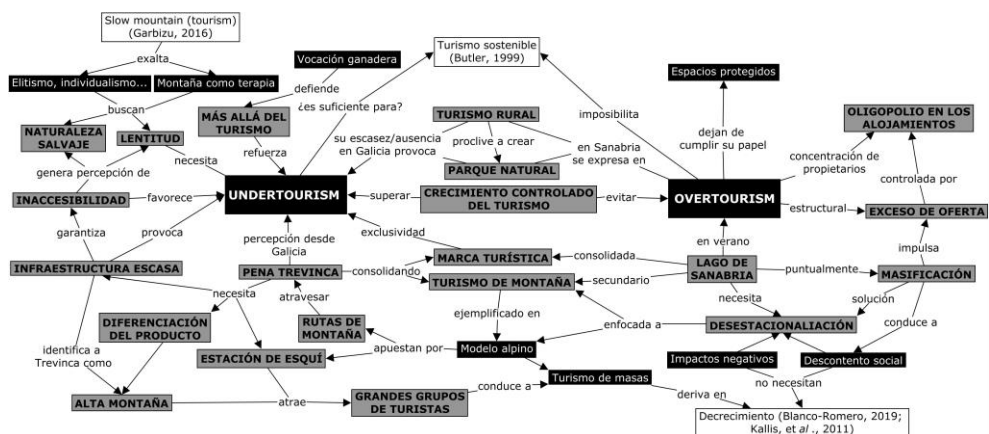 Slow mountain (tourism)
(Garbizu, 2016)
exalta
Elitismo, individualismo...
Montaña como terapia
buscan
NATURALEZA
SALVAJE
LENTITUD
genera percepción de
necesita
INACCESIBILIDAD
favorece
garantiza
provoca
INFRAESTRUCTURA ESCASA
Vocación ganadera
defiende
MÁS ALLÁ DEL
TURISMO
refuerza
UNDERTOURISM
Turismo sostenible
(Butler, 1999)
¿es suficiente para?
imposibilita
TURISMO RURAL
su escasez/ausencia
en Galicia provoca
proclive a crear
PARQUE NATURAL
en Sanabria
se expresa en
superar
CRECIMIENTO CONTROLADO
DEL TURISMO
evitar
OVERTOURISM
Espacios protegidos
dejan de
cumplir su papel
OLIGOPOLIO EN LOS
ALOJAMIENTOS
concentración de
propietarios
controlada por
estructural
EXCESO DE OFERTA
percepción desde
Galicia
exclusividad
en verano
impulsa
PENA TREVINCA
consolidando
MARCA TURÍSTICA
consolidada
LAGO DE
SANABRIA
puntualmente
MASIFICACIÓN
TURISMO DE MONTAÑA
secundario
necesita
atravesar
DIFERENCIACIÓN
DEL PRODUCTO
RUTAS DE
MONTAÑA
ejemplificado en
necesita
solución
enfocada a
DESESTACIONALIACIÓN
conduce a
identifica a
Trevinca como
ESTACIÓN DE ESQUÍ
apuestan por
Modelo alpino
Impactos negativos
Descontento social
Turismo de masas
no necesitan
ALTA MONTAÑA
atrae
GRANDES GRUPOS
DE TURISTAS
conduce a
deriva en
Decrecimiento (Blanco-Romero, 2019;
Kallis, et al., 2011)